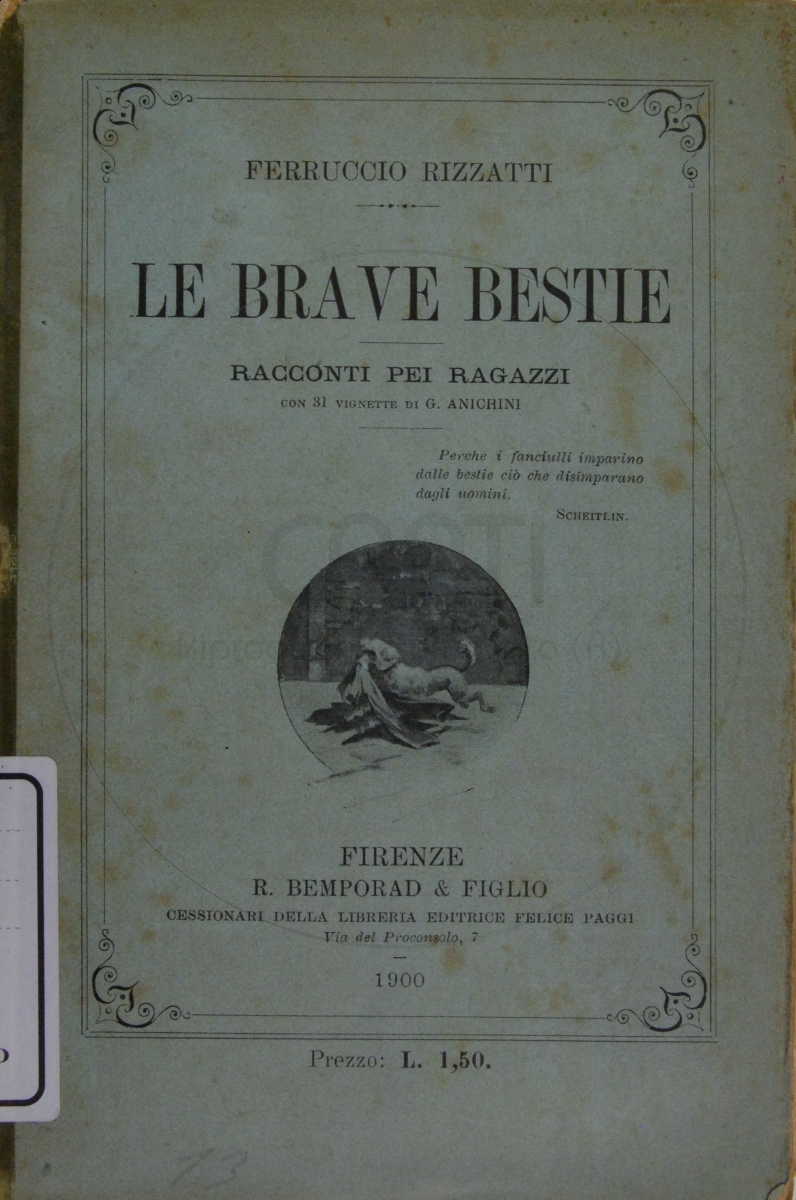 FERRUCCIO RIZZATTI
LE BRAVE BESTIE
RACCONTI PEI RAGAZZI
CON 31 VIGNETTE DI G. ANICHINI
Perche i fanciulli imparino
dalle bestie ciò che disimparano
dagli uomini.
SCHEITLIN.
FIRENZE
R. BEMPORAD & FIGLIO
CESSIONARI DELLA LIBRERIA EDITRICE FELICE PAGGI
Via del Proconsolo, 7
1900
Prezzo: L. 1,50.
13